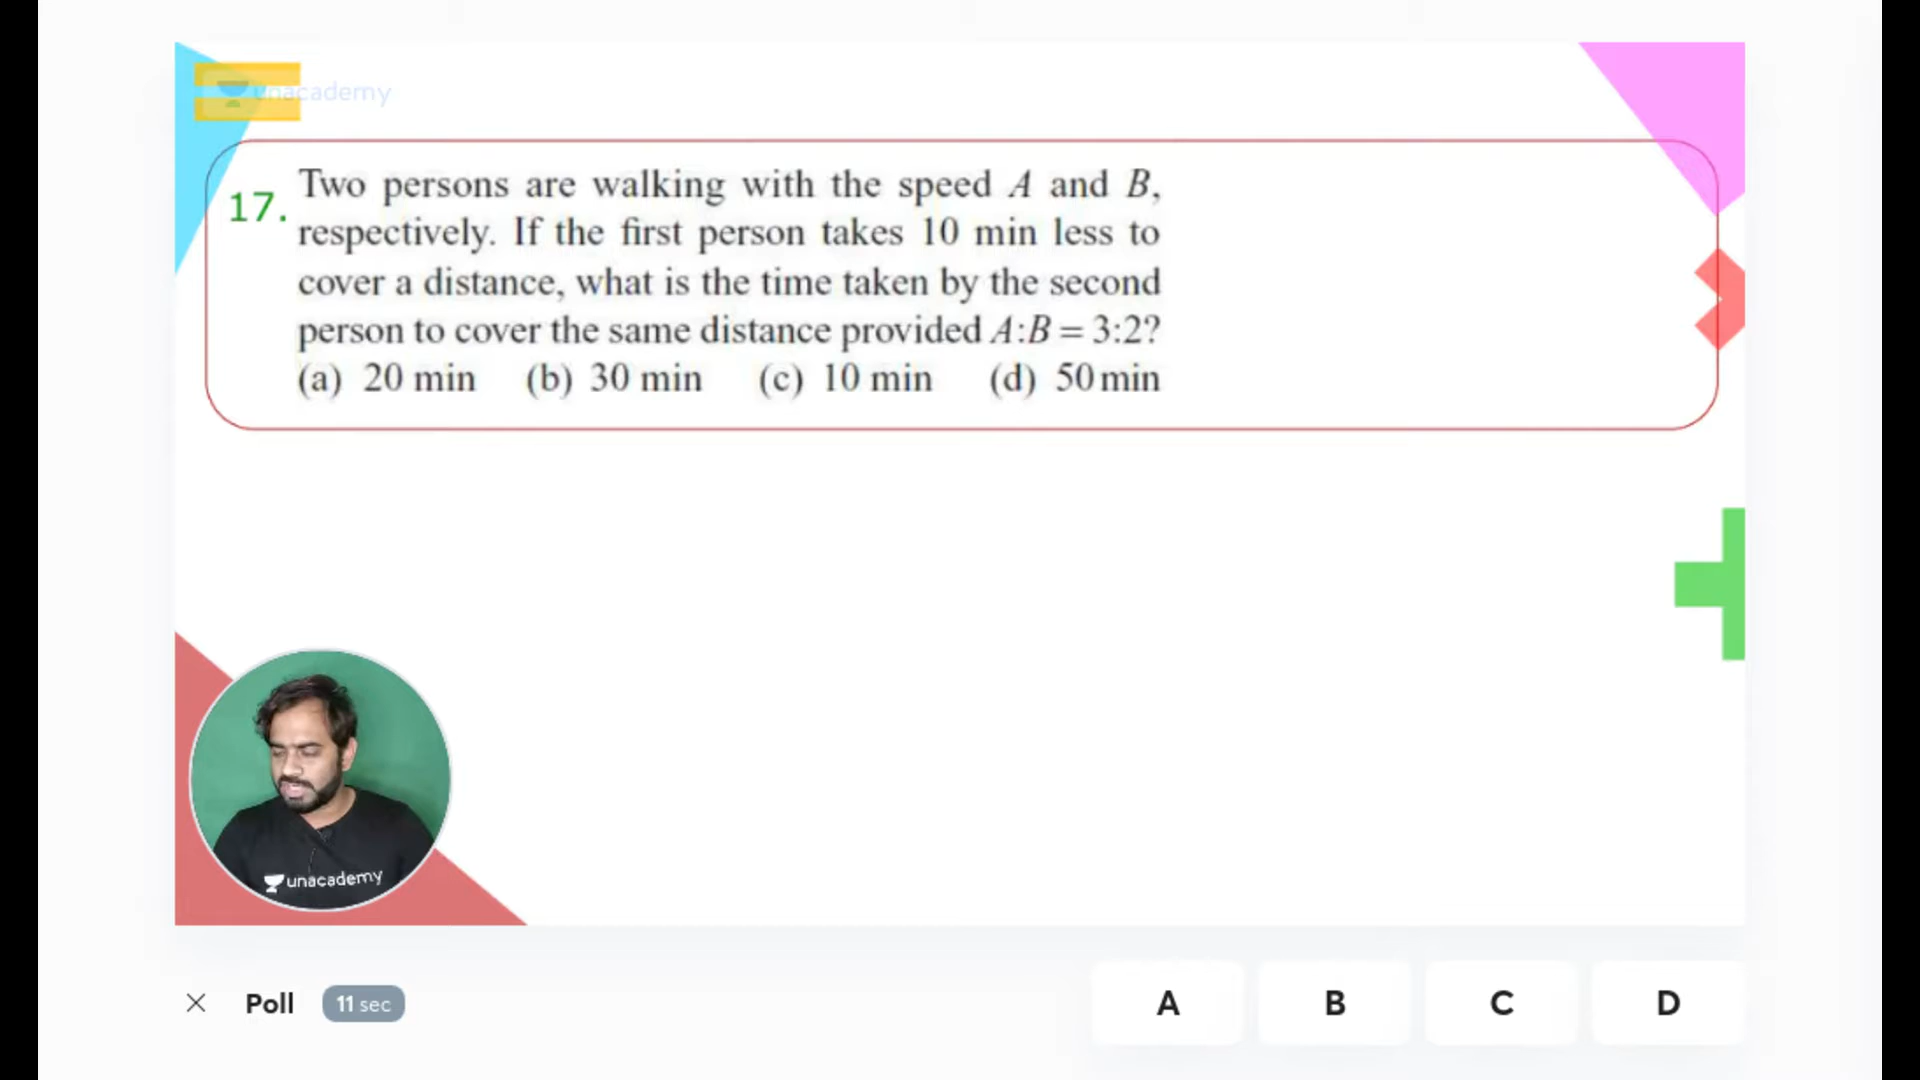 unacademy
17. Two persons are walking with the speed A and B,
respectively. If the first person takes 10 min less to
cover a distance, what is the time taken by the second
person to cover the same distance provided A:B = 3:2?
(a) 20 min (b) 30 min (c) 10 min (d) 50 min
unacademy
Poll 11 sec A B C D